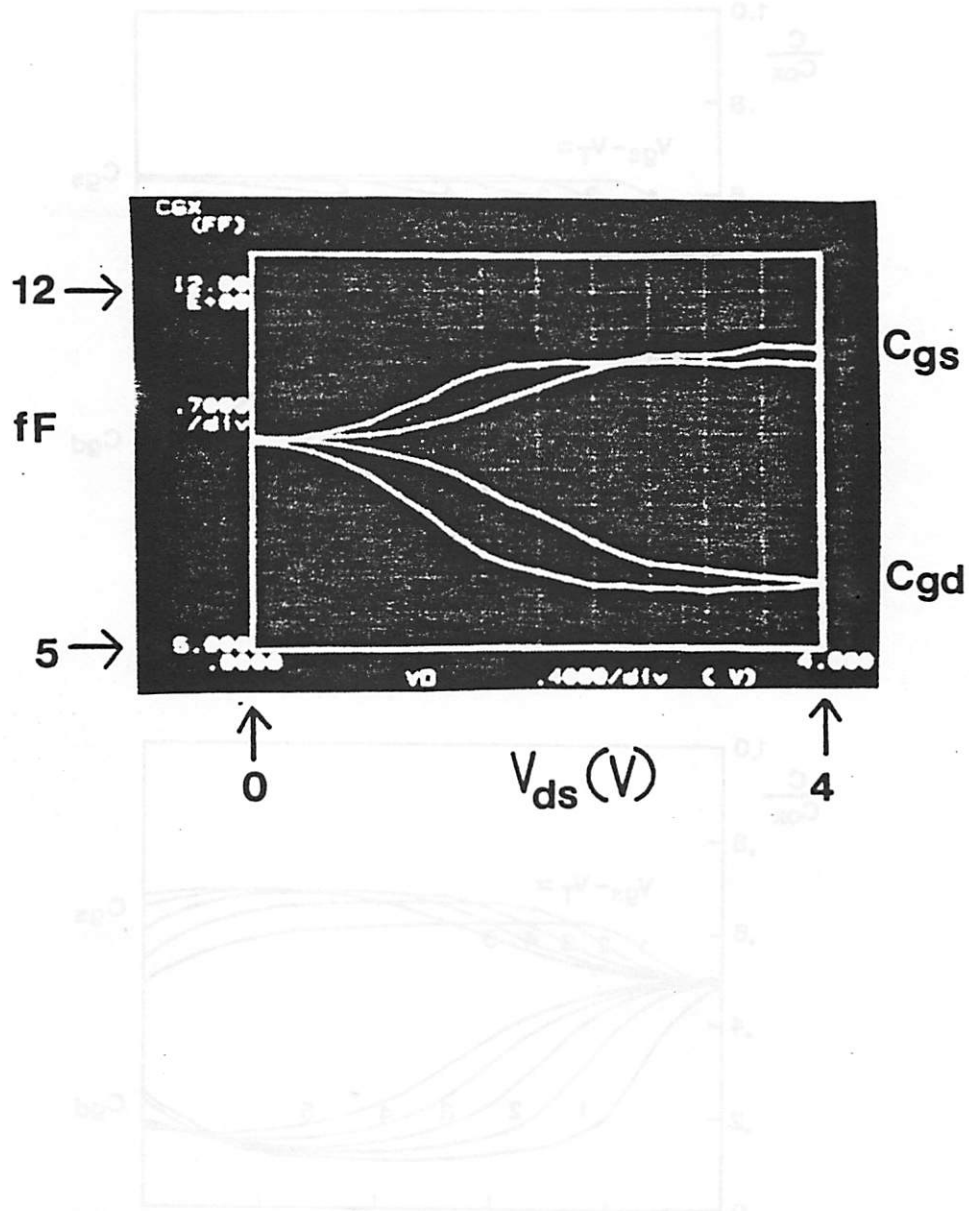 CGX
(FF)
12 →
12.00
E+00
Cgs
.7000
/div
fF
Cgd
5 →
5.000
.0000
VD .4000/div ( V)
4.000
0
Vds (V)
4